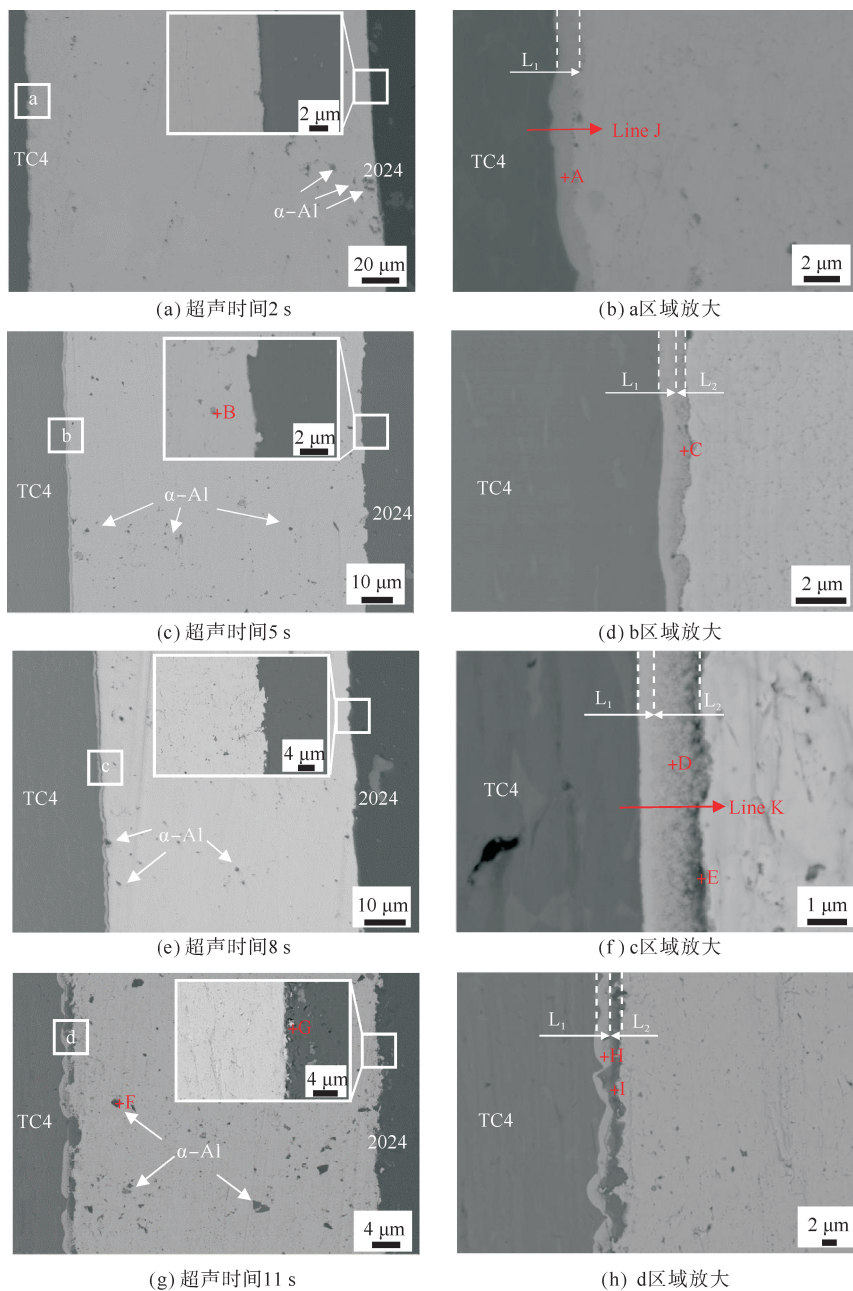 a
TC4
2 μm
2024
α-Al
20 μm
(a) 超声时间2 s
L₁
Line J
TC4
+A
2 μm
(b) a区域放大
b
TC4
+B
2 μm
α-Al
2024
10 μm
(c) 超声时间5 s
L₁
L₂
+C
TC4
2 μm
(d) b区域放大
c
TC4
4 μm
2024
α-Al
10 μm
(e) 超声时间8 s
L₁
L₂
+D
TC4
Line K
+E
1 μm
(f) c区域放大
d
+G
4 μm
+F
TC4
α-Al
2024
4 μm
(g) 超声时间11 s
L₁
L₂
+H
+I
TC4
2 μm
(h) d区域放大